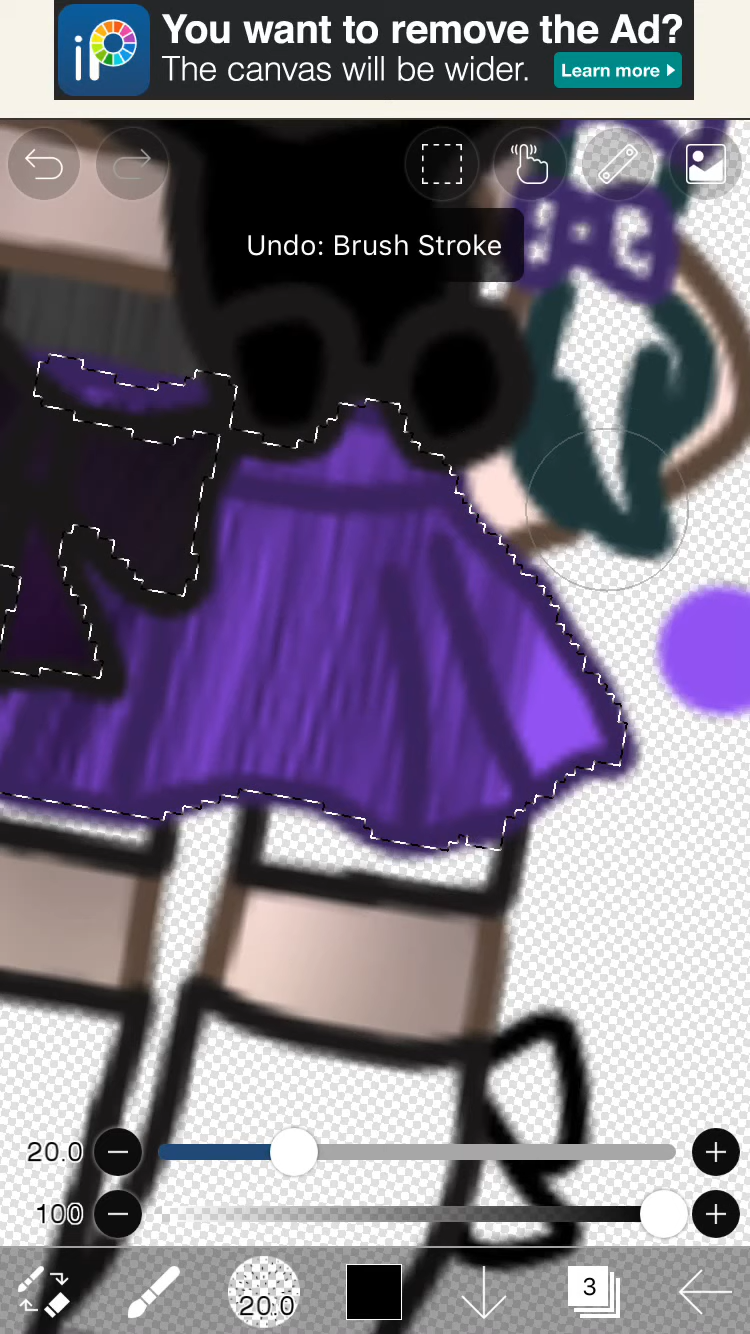 iP
You want to remove the Ad?
The canvas will be wider.
Learn more
Undo: Brush Stroke
20.0
100
20.0
3